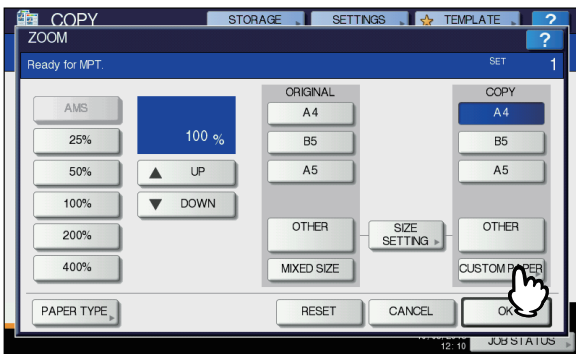 COPY STORAGE SETTINGS TEMPLATE ?
ZOOM ?
Ready for MPT. SET 1
ORIGINAL COPY
AMS A4 A4
25% 100 % B5 B5
50% UP A5 A5
100% DOWN
200% OTHER SIZE SETTING OTHER
400% MIXED SIZE CUSTOM PAPER
PAPER TYPE RESET CANCEL OK
12: 10 JOB STATUS